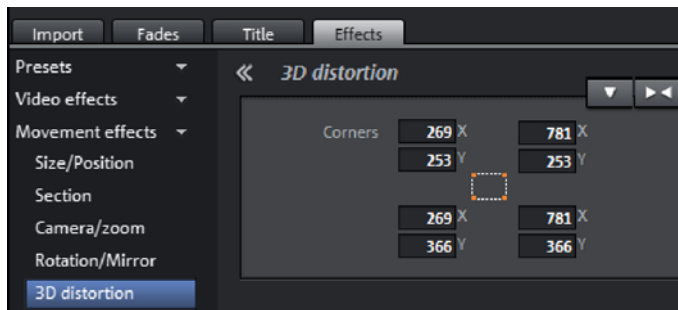 Import Fades Title Effects
Presets
« 3D distortion
Video effects
Movement effects
Corners 269 X 781 X
Size/Position
253 Y 253 Y
Section
269 X 781 X
Camera/zoom
366 Y 366 Y
Rotation/Mirror
3D distortion